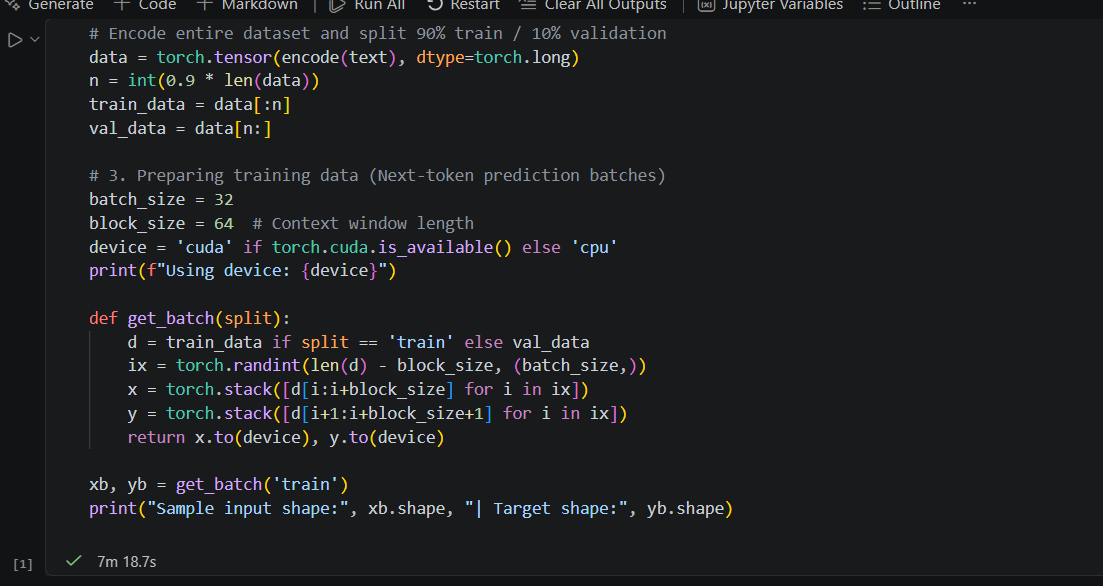 Generate + Code + Markdown | Run All Restart Clear All Outputs | Jupyter Variables Outline ...
# Encode entire dataset and split 90% train / 10% validation
data = torch.tensor(encode(text), dtype=torch.long)
n = int(0.9 * len(data))
train_data = data[:n]
val_data = data[n:]

# 3. Preparing training data (Next-token prediction batches)
batch_size = 32
block_size = 64  # Context window length
device = 'cuda' if torch.cuda.is_available() else 'cpu'
print(f"Using device: {device}")

def get_batch(split):
    d = train_data if split == 'train' else val_data
    ix = torch.randint(len(d) - block_size, (batch_size,))
    x = torch.stack([d[i:i+block_size] for i in ix])
    y = torch.stack([d[i+1:i+block_size+1] for i in ix])
    return x.to(device), y.to(device)

xb, yb = get_batch('train')
print("Sample input shape:", xb.shape, "| Target shape:", yb.shape)
[1] 7m 18.7s